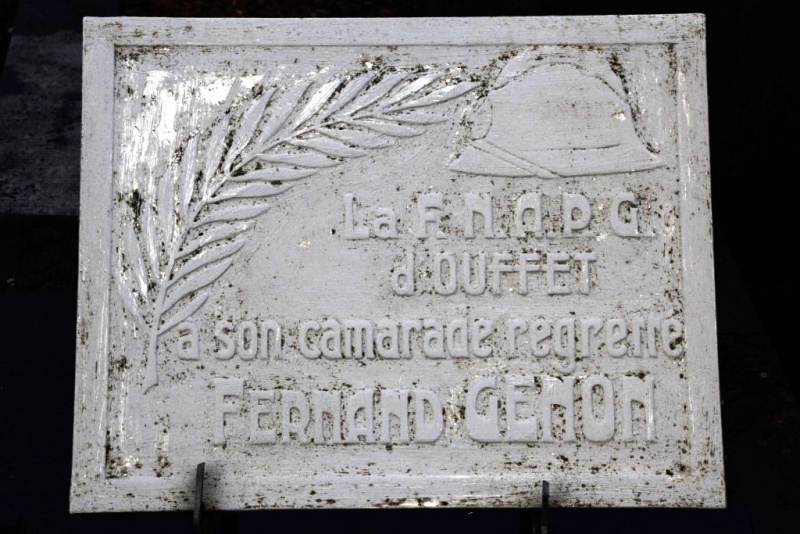 La F.N.A.P.G.
d'OUFFET
a son camarade regretté
FERNAND GENON